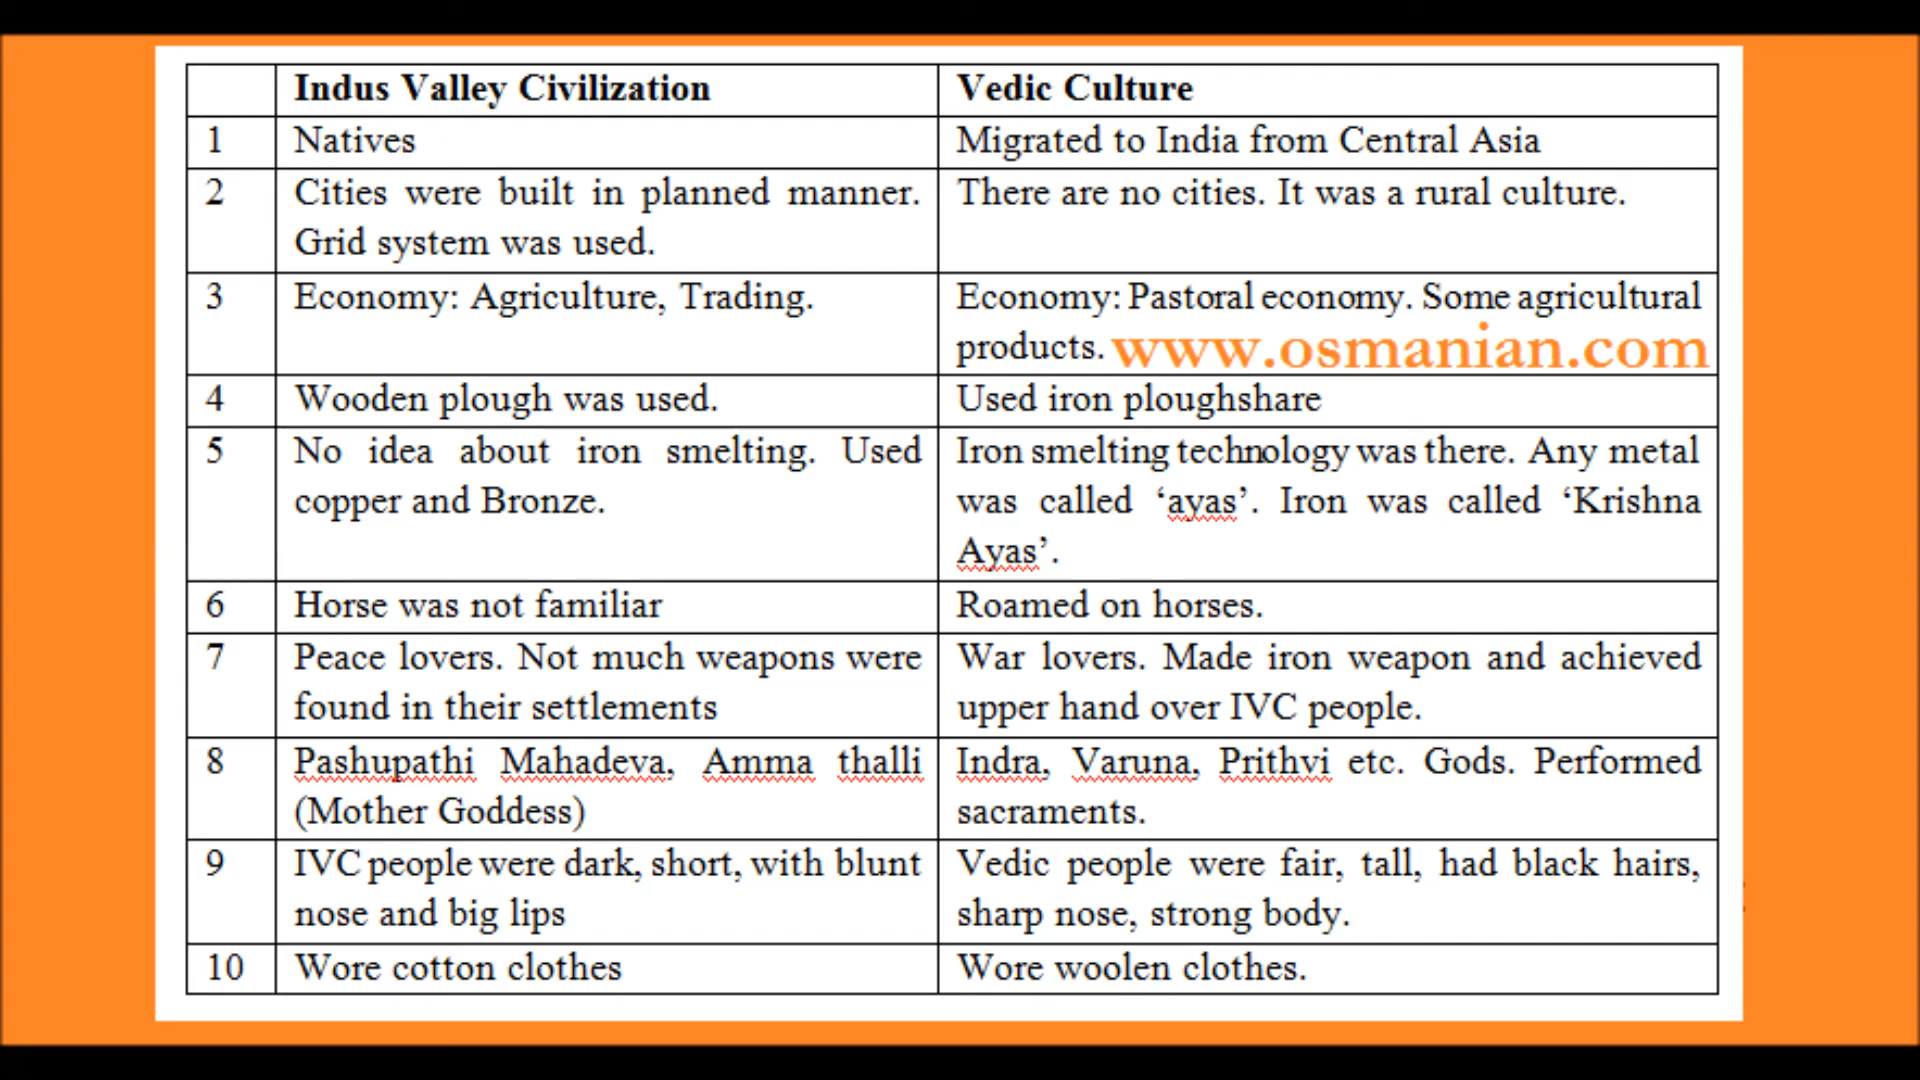 Indus Valley Civilization Vedic Culture
1 Natives Migrated to India from Central Asia
2 Cities were built in planned manner. There are no cities. It was a rural culture.
Grid system was used.
3 Economy: Agriculture, Trading. Economy: Pastoral economy. Some agricultural
products. www.osmanian.com
4 Wooden plough was used. Used iron ploughshare
5 No idea about iron smelting. Used Iron smelting technology was there. Any metal
copper and Bronze. was called ‘ayas’. Iron was called ‘Krishna
Ayas’.
6 Horse was not familiar Roamed on horses.
7 Peace lovers. Not much weapons were War lovers. Made iron weapon and achieved
found in their settlements upper hand over IVC people.
8 Pashupathi Mahadeva, Amma thalli Indra, Varuna, Prithvi etc. Gods. Performed
(Mother Goddess) sacraments.
9 IVC people were dark, short, with blunt Vedic people were fair, tall, had black hairs,
nose and big lips sharp nose, strong body.
10 Wore cotton clothes Wore woolen clothes.